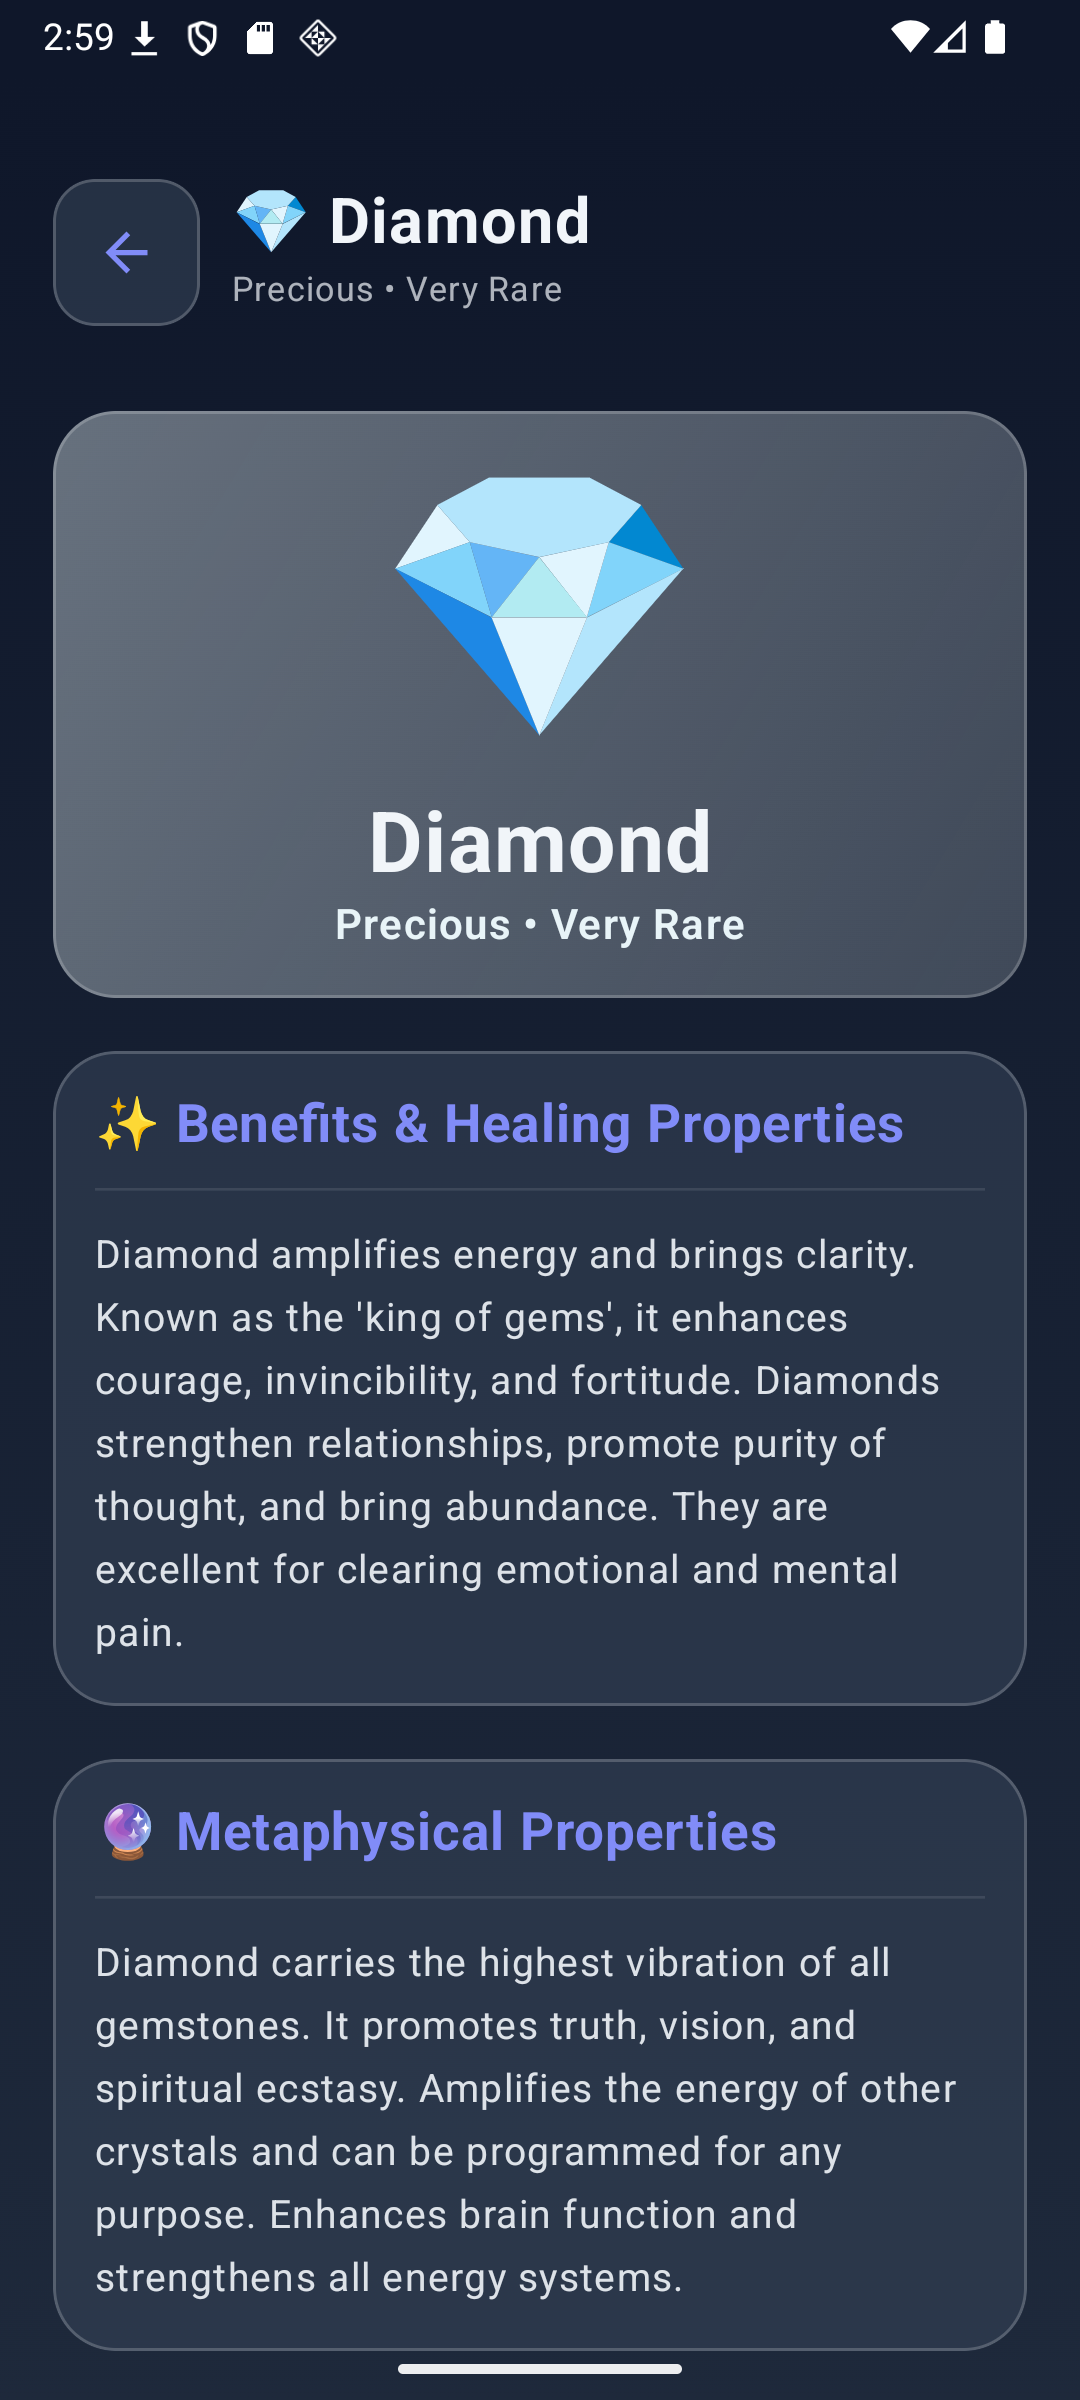 2:59
💎 Diamond
Precious • Very Rare
Diamond
Precious • Very Rare
✨ Benefits & Healing Properties
Diamond amplifies energy and brings clarity.
Known as the 'king of gems', it enhances
courage, invincibility, and fortitude. Diamonds
strengthen relationships, promote purity of
thought, and bring abundance. They are
excellent for clearing emotional and mental
pain.
🔮 Metaphysical Properties
Diamond carries the highest vibration of all
gemstones. It promotes truth, vision, and
spiritual ecstasy. Amplifies the energy of other
crystals and can be programmed for any
purpose. Enhances brain function and
strengthens all energy systems.